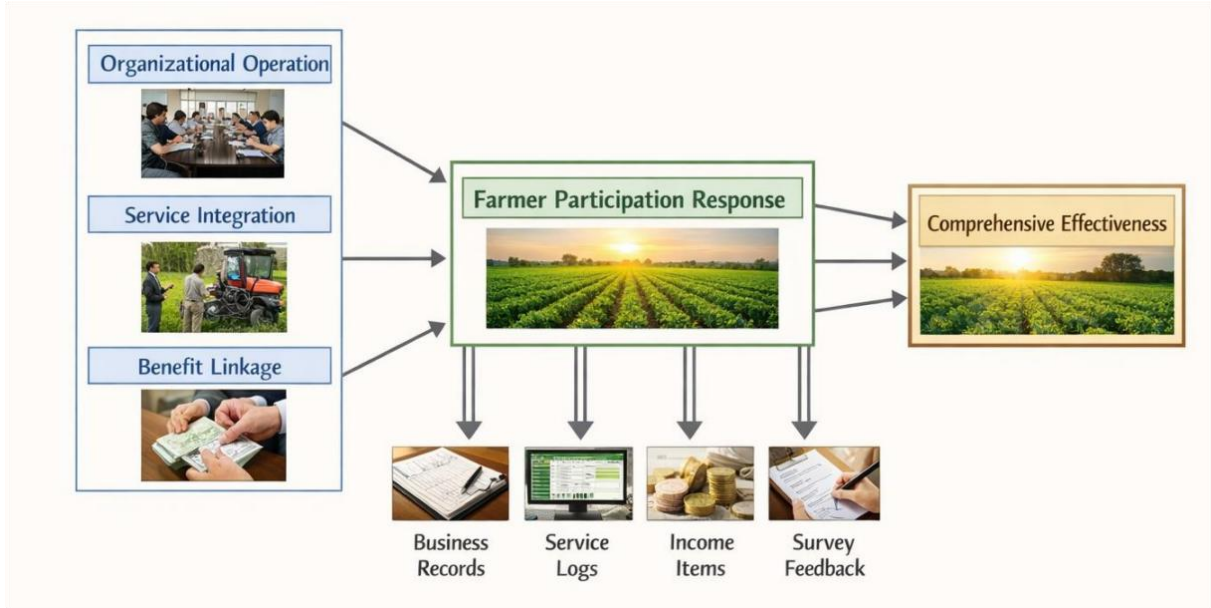 Organizational Operation
Service Integration
Benefit Linkage
Farmer Participation Response
Comprehensive Effectiveness
Business
Records
Service
Logs
Income
Items
Survey
Feedback